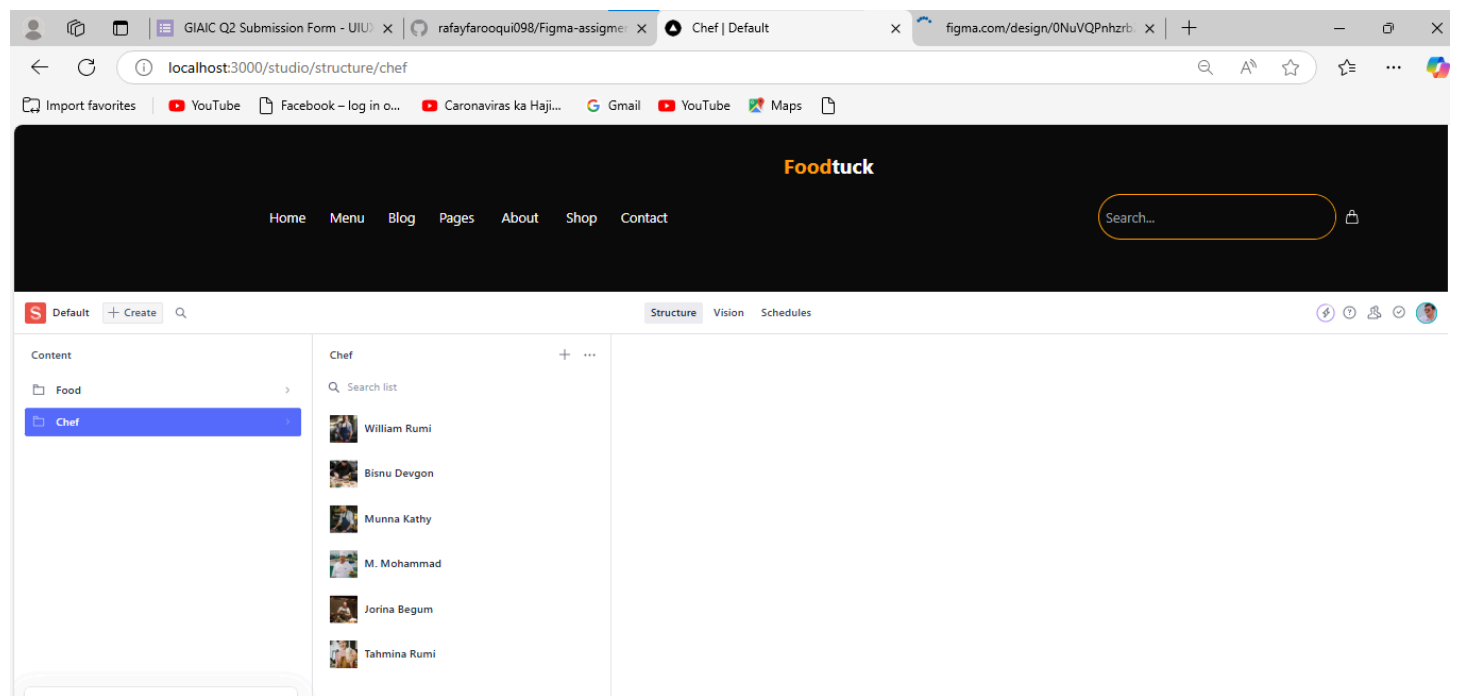 GIAIC Q2 Submission Form - UIU
rafayfarooqui098/Figma-assigme
Chef | Default
figma.com/design/0NuVQPnhzrb
localhost:3000/studio/structure/chef
Import favorites
YouTube
Facebook – log in o...
Caronaviras ka Haji...
Gmail
YouTube
Maps
Foodtuck
Home Menu Blog Pages About Shop Contact
Search...
Default
Create
Structure Vision Schedules
Content
Food
Chef
Chef
Search list
William Rumi
Bisnu Devgon
Munna Kathy
M. Mohammad
Jorina Begum
Tahmina Rumi